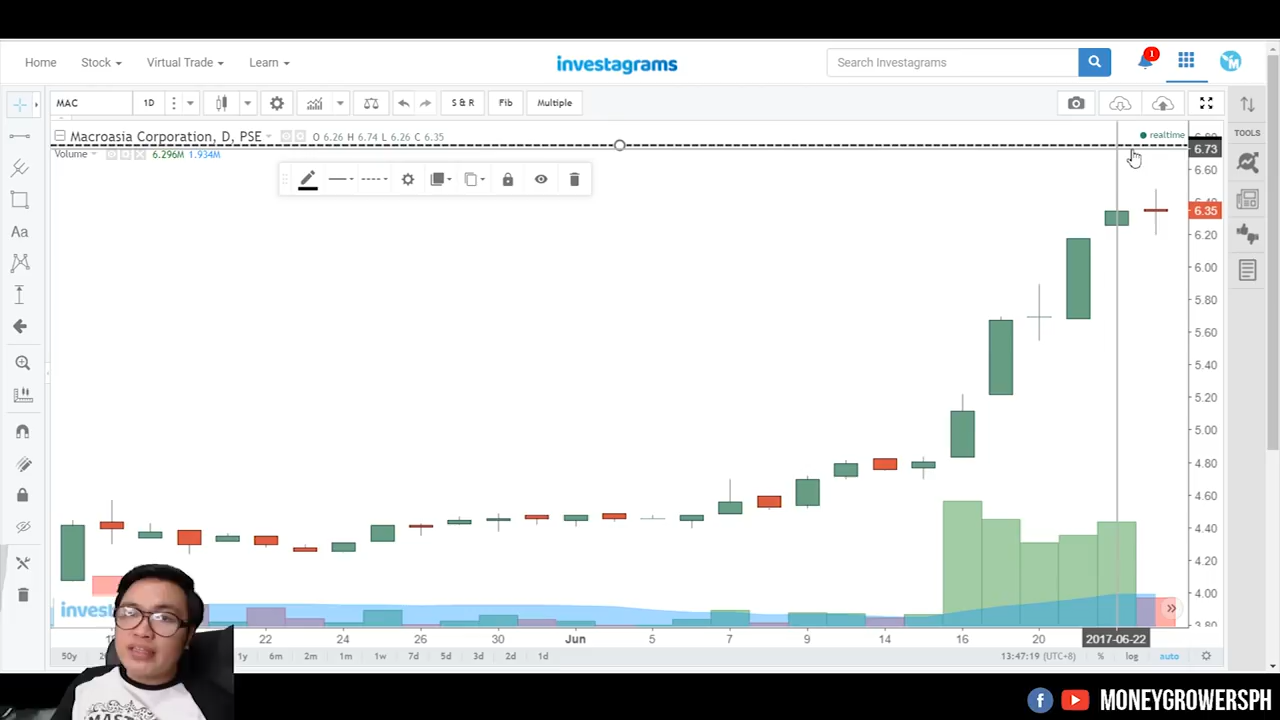 Home
Stock
Virtual Trade
Learn
investagrams
Search Investagrams
1
MAC
1D
S & R
Fib
Multiple
Macroasia Corporation, D, PSE
O 6.26 H 6.74 L 6.26 C 6.35
realtime
TOOLS
Volume
6.296M 1.934M
6.73
6.60
6.35
6.20
6.00
5.80
5.60
5.40
5.20
5.00
4.80
4.60
4.40
4.20
4.00
3.80
Aa
22
24
26
30
Jun
5
7
9
14
16
20
2017-06-22
50y
1y
6m
2m
1m
1w
7d
5d
3d
2d
1d
13:47:19 (UTC+8)
%
log
auto
MONEYGROWERSPH